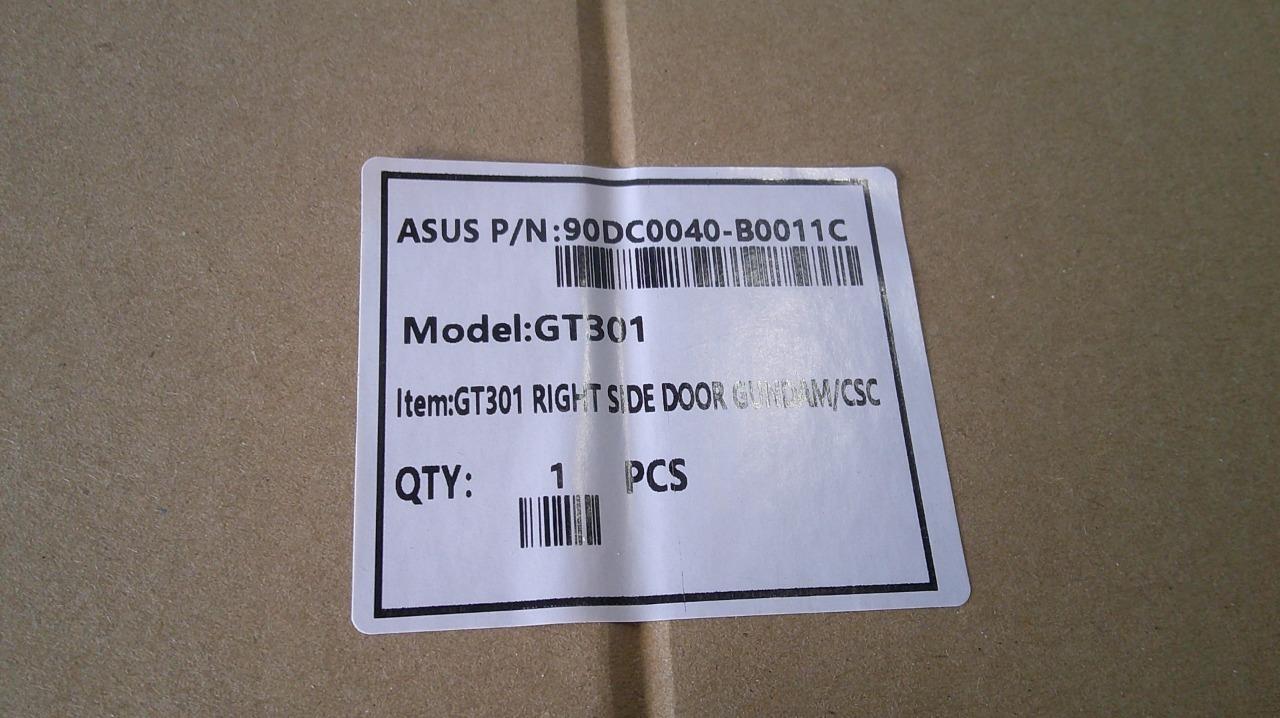 ASUS P/N:90DC0040-B0011C
Model:GT301
Item:GT301 RIGHT SIDE DOOR GUNDAM/CSC
QTY: 1 PCS